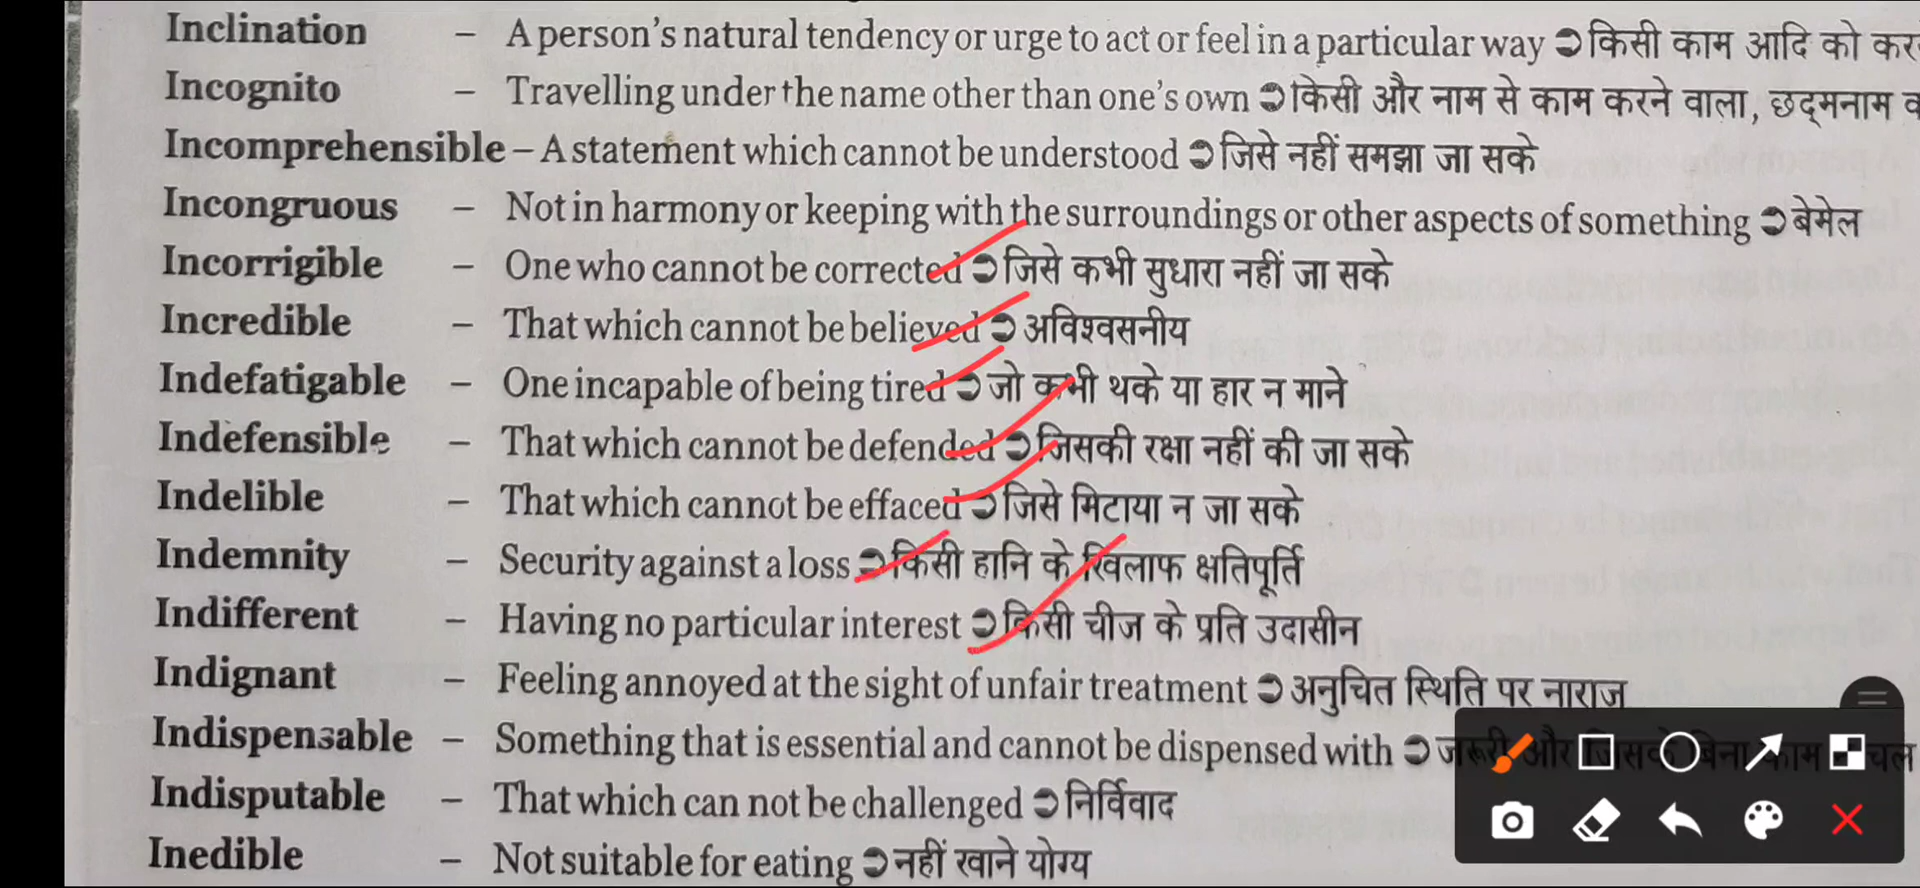 Inclination – A person's natural tendency or urge to act or feel in a particular way ➲ किसी काम आदि को कर
Incognito – Travelling under the name other than one's own ➲ किसी और नाम से काम करने वाला, छद्मनाम
Incomprehensible – A statement which cannot be understood ➲ जिसे नहीं समझा जा सके
Incongruous – Not in harmony or keeping with the surroundings or other aspects of something ➲ बेमेल
Incorrigible – One who cannot be corrected ➲ जिसे कभी सुधारा नहीं जा सके
Incredible – That which cannot be believed ➲ अविश्वसनीय
Indefatigable – One incapable of being tired ➲ जो कभी थके या हार न माने
Indefensible – That which cannot be defended ➲ जिसकी रक्षा नहीं की जा सके
Indelible – That which cannot be effaced ➲ जिसे मिटाया न जा सके
Indemnity – Security against a loss ➲ किसी हानि के खिलाफ क्षतिपूर्ति
Indifferent – Having no particular interest ➲ किसी चीज के प्रति उदासीन
Indignant – Feeling annoyed at the sight of unfair treatment ➲ अनुचित स्थिति पर नाराज
Indispensable – Something that is essential and cannot be dispensed with ➲ जरूरी और जिसके बिना काम न चल
Indisputable – That which can not be challenged ➲ निर्विवाद
Inedible – Not suitable for eating ➲ नहीं खाने योग्य